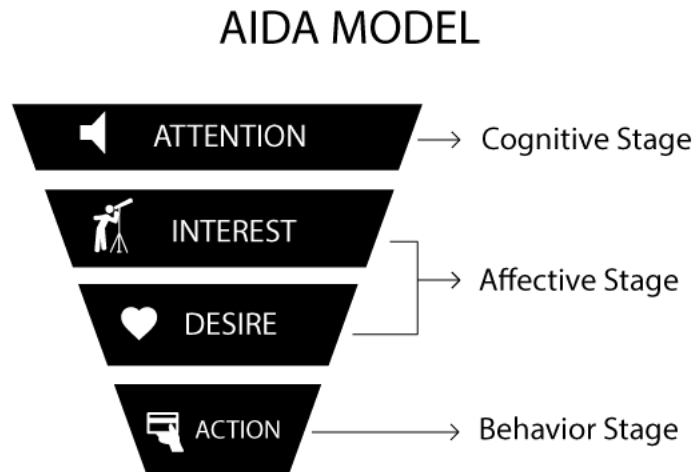 AIDA MODEL
ATTENTION
Cognitive Stage
INTEREST
Affective Stage
DESIRE
ACTION
Behavior Stage